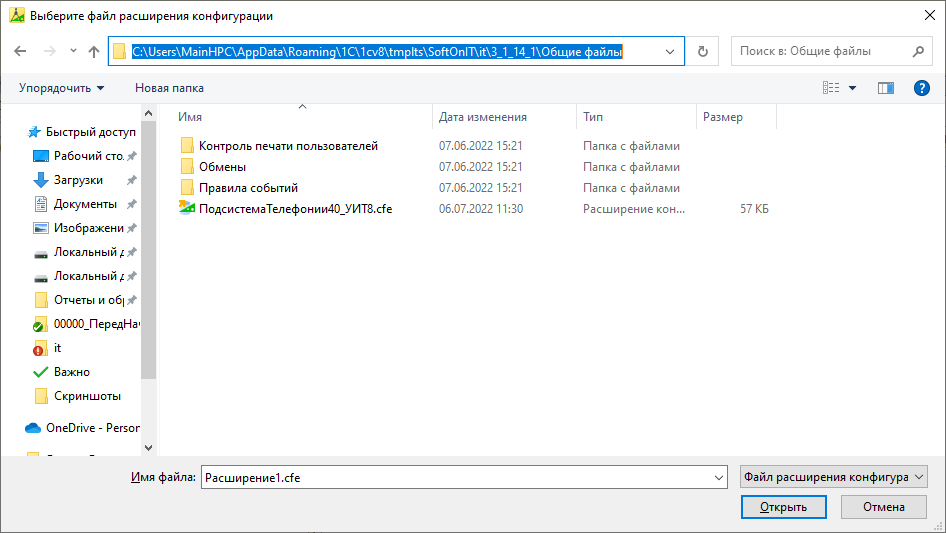 Выберите файл расширения конфигурации
C:\Users\MainHPC\AppData\Roaming\1C\1cv8\tmplts\SoftOnIT\it\3_1_14_1\Общие файлы
Поиск в: Общие файлы
Упорядочить
Новая папка
Имя
Дата изменения
Тип
Размер
Быстрый доступ
Рабочий сто.
Загрузки
Документы
Изображени
Локальный д
Локальный д
Отчеты и обр
00000_ПередНач
it
Важно
Скриншоты
OneDrive - Person
Контроль печати пользователей 07.06.2022 15:21 Папка с файлами
Обмены 07.06.2022 15:21 Папка с файлами
Правила событий 07.06.2022 15:21 Папка с файлами
ПодсистемаТелефонии40_УИТ8.cfe 06.07.2022 11:30 Расширение кон... 57 КБ
Имя файла: Расширение1.cfe
Файл расширения конфигура
Открыть
Отмена